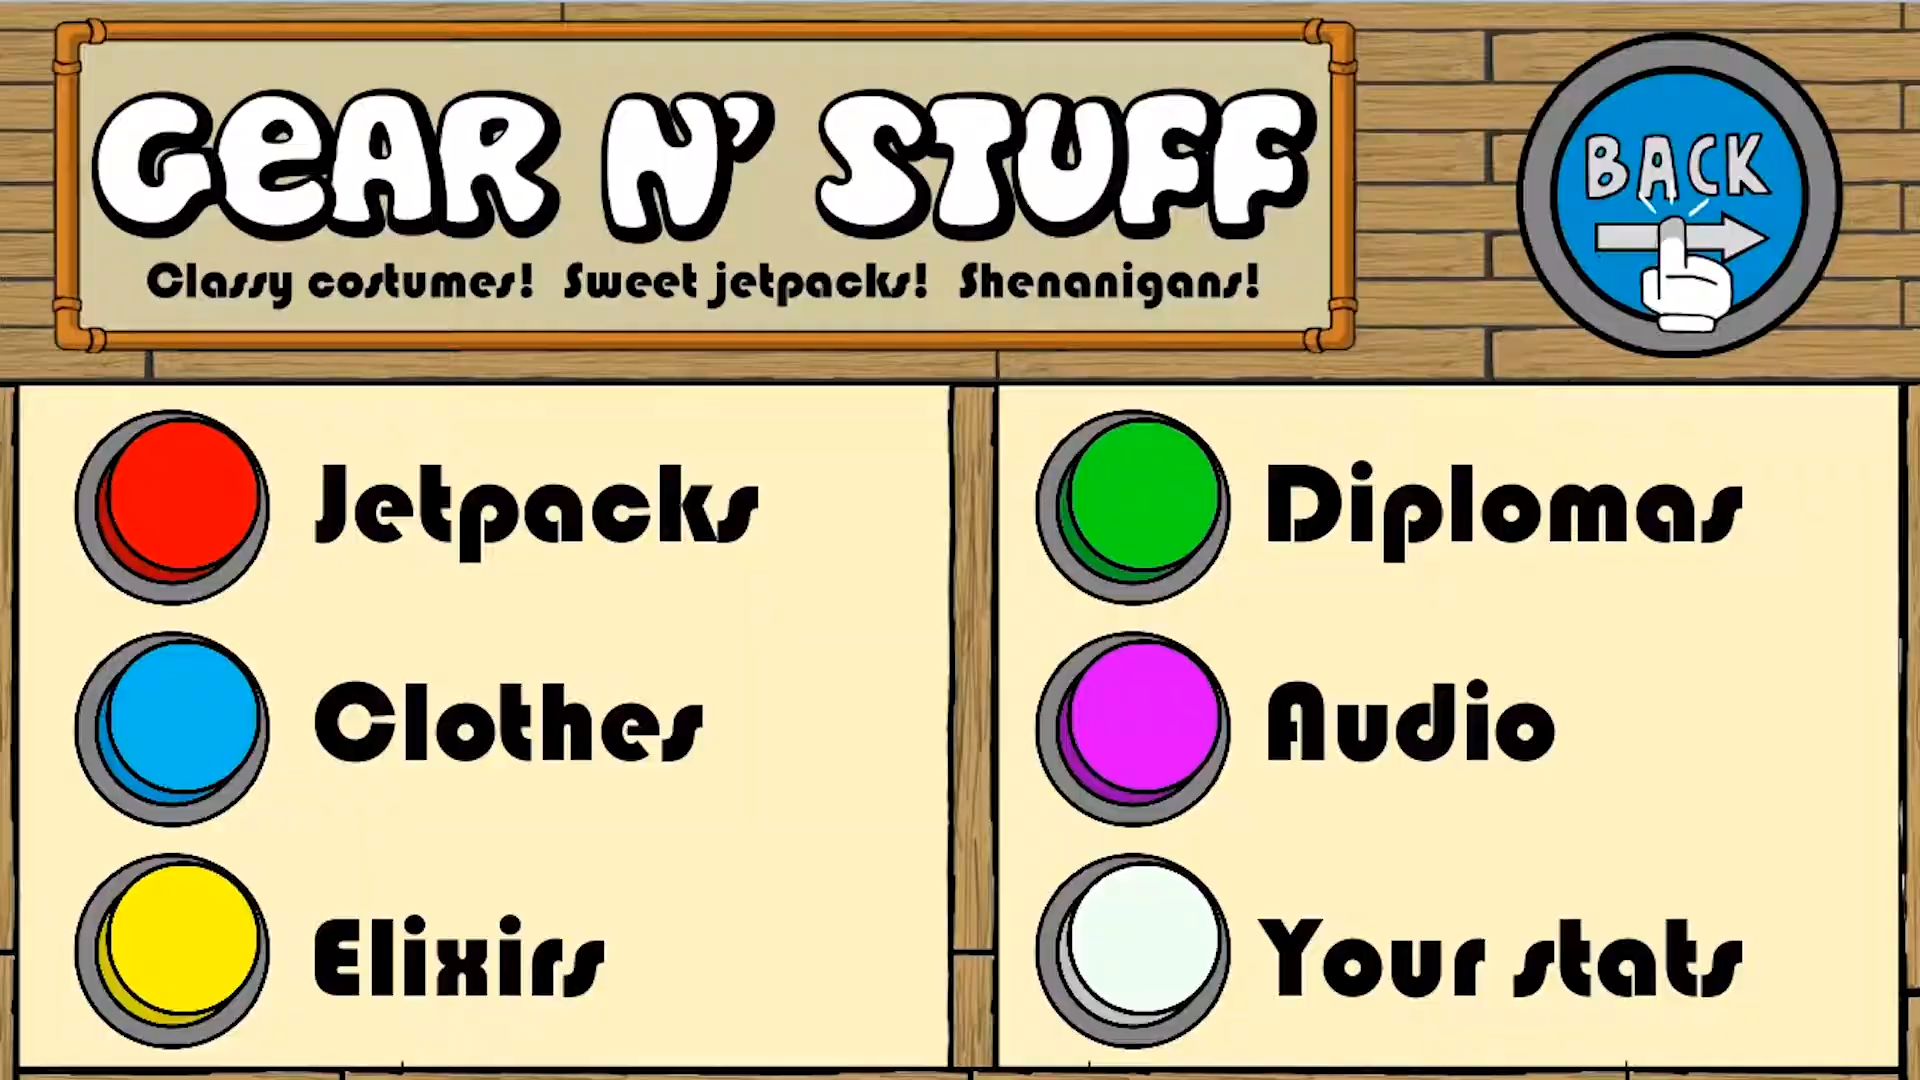 GEAR N' STUFF
Classy costumes! Sweet jetpacks! Shenanigans!
BACK
Jetpacks
Diplomas
Clothes
Audio
Elixirs
Your stats